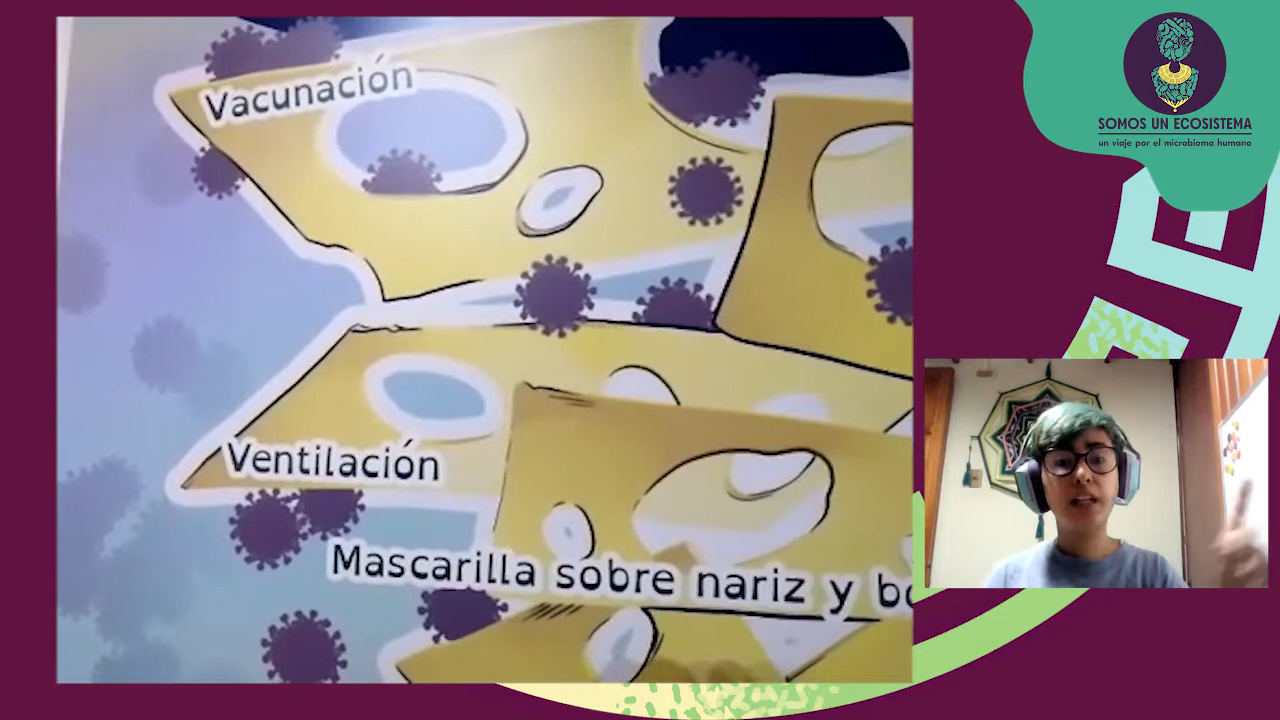 Vacunación
Ventilación
Mascarilla sobre nariz y bo
SOMOS UN ECOSISTEMA
un viaje por el microbioma humano